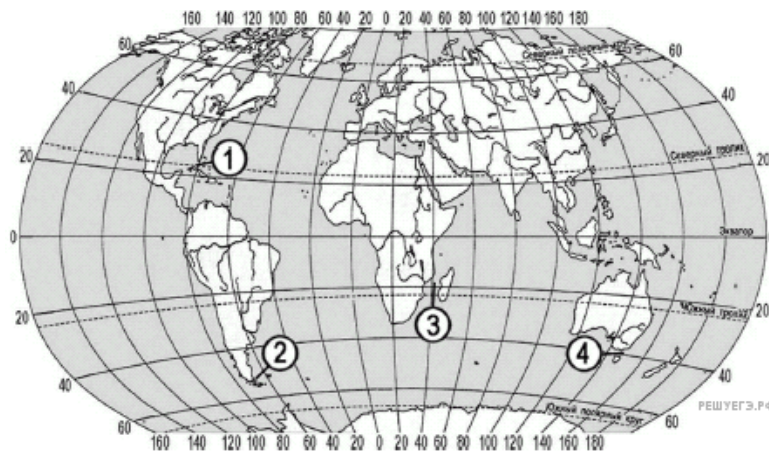 160 140 120 100 80 60 40 20 0 20 40 60 80 100 120 140 160 180
Северный полярный круг
60 60
40 40
Северный тропик
20 20
1
0 Экватор
Южный тропик
20 20
3
2 4
40 40
РЕШУЕГЭ.РФ
Южный полярный круг
60 60
160 140 120 100 80 60 40 20 0 20 40 60 80 100 120 140 160 180